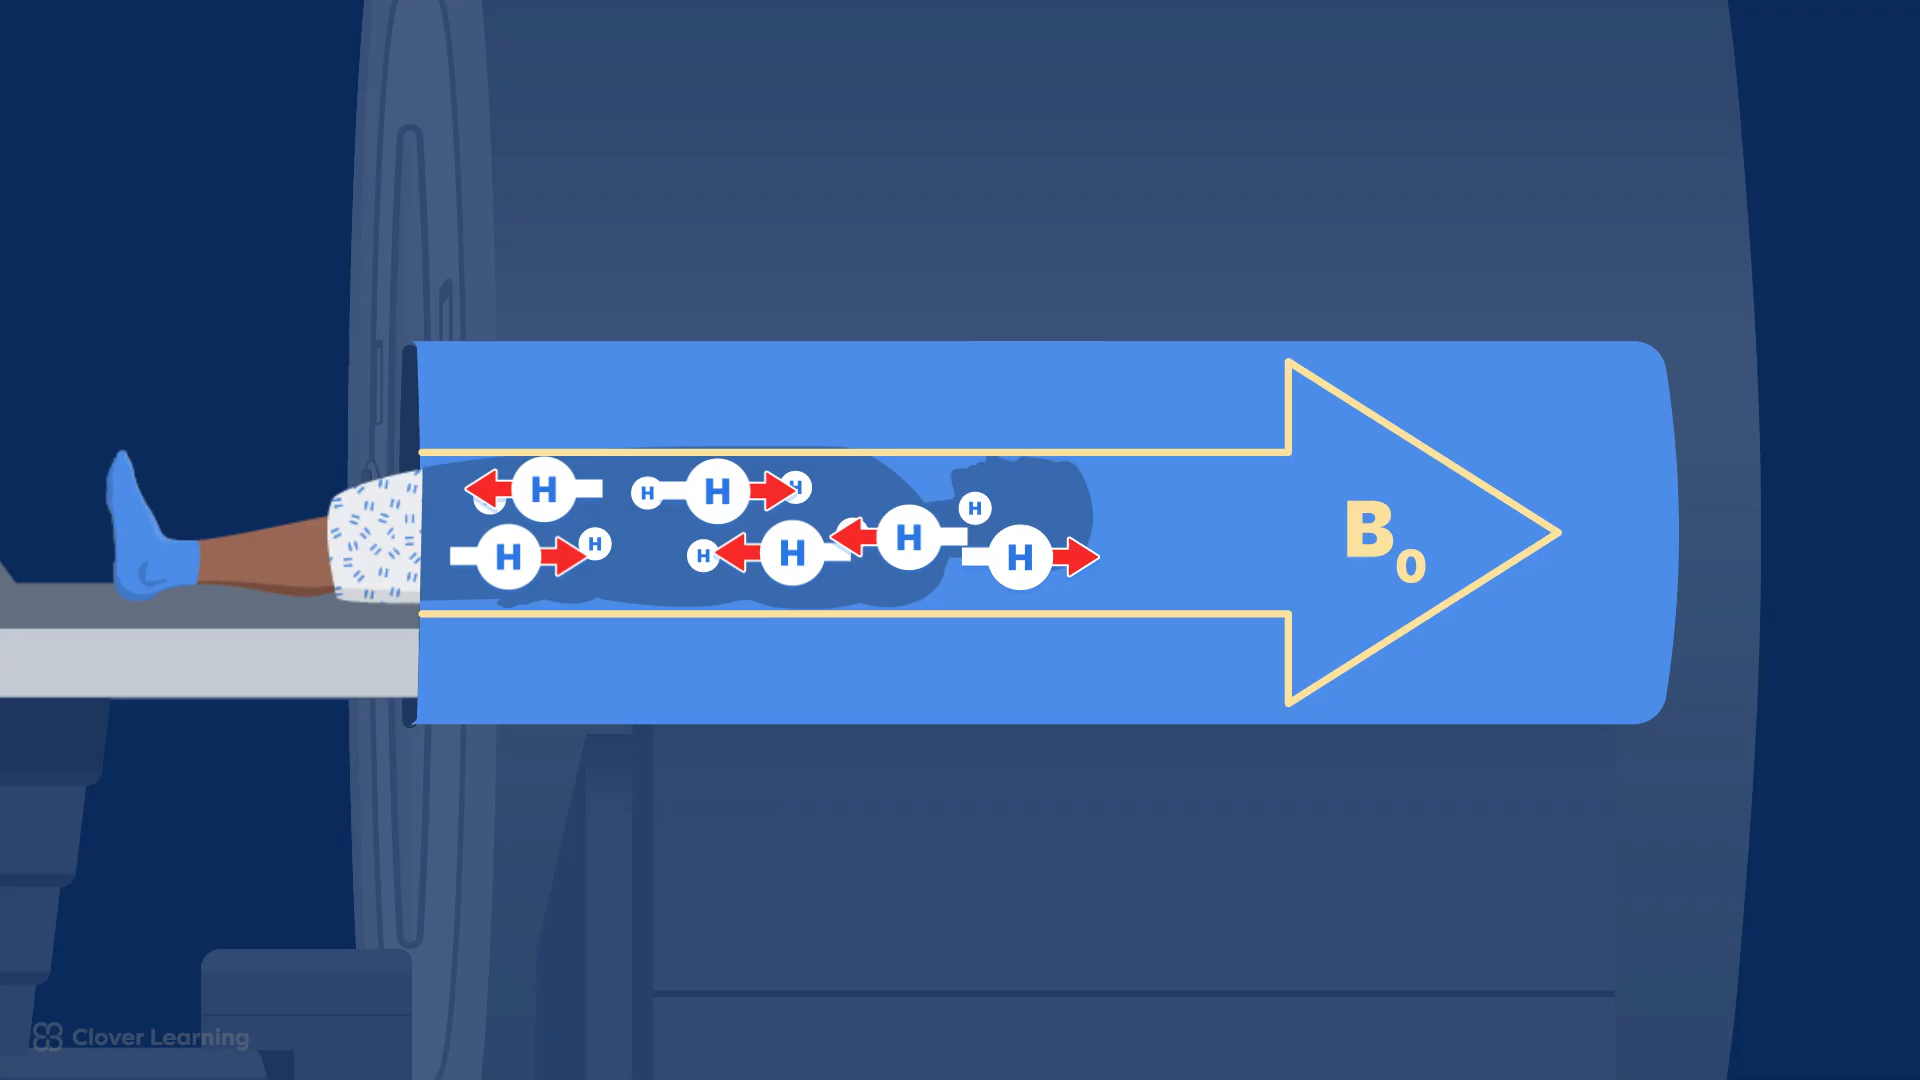 H H H H
H H
H H H H H
B0
Clover Learning